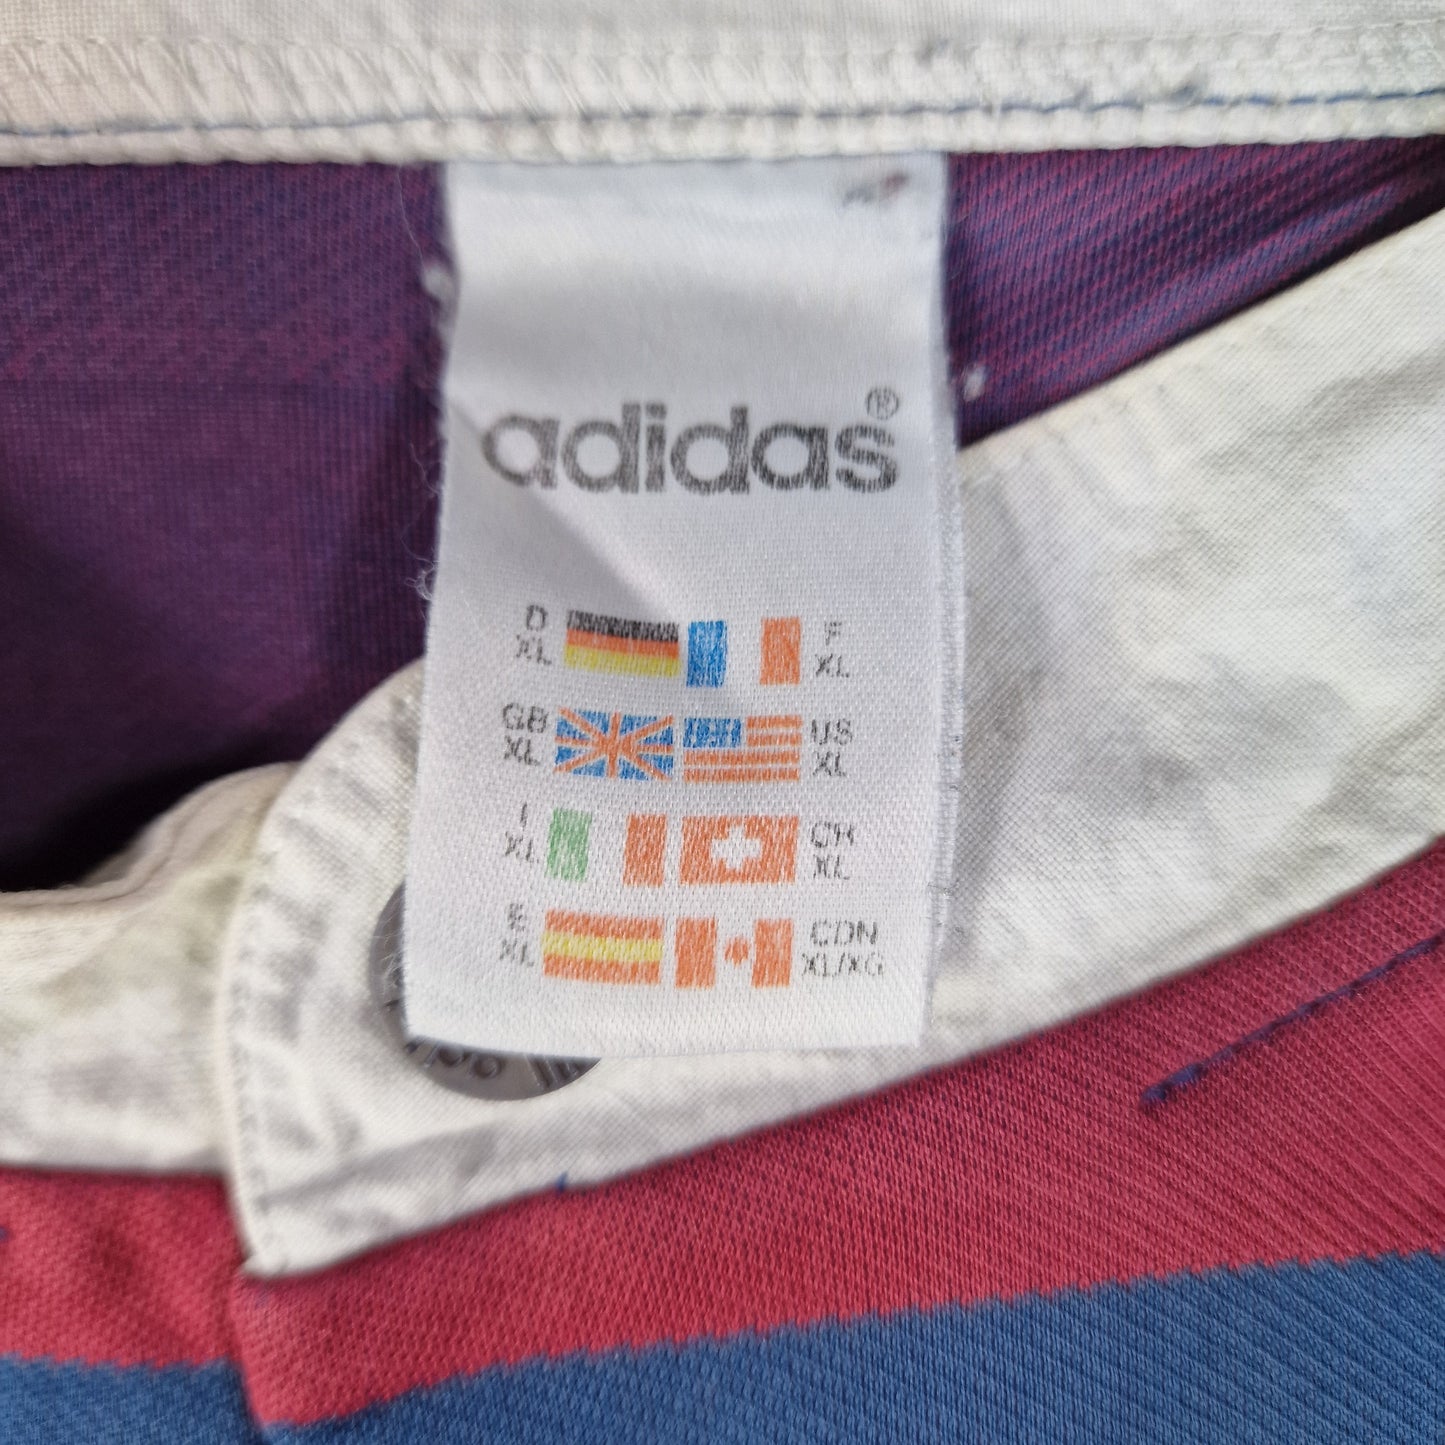 adidas®
D F
XL XL
GB US
XL XL
I CH
XL XL
E CDN
XL XL/XG